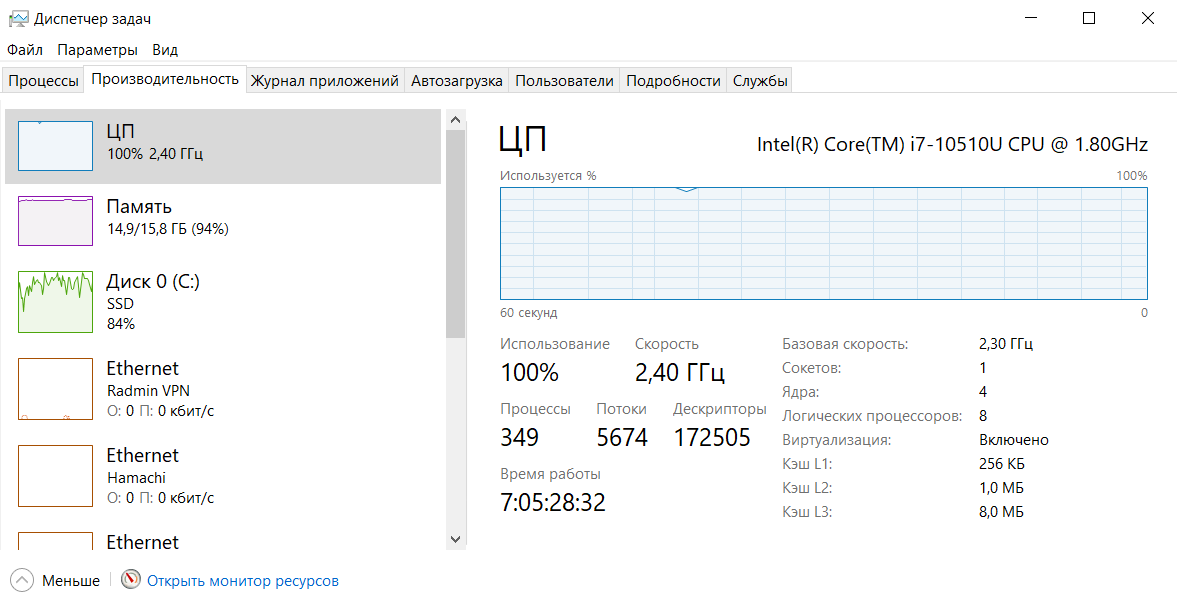 Диспетчер задач
Файл Параметры Вид
Процессы Производительность Журнал приложений Автозагрузка Пользователи Подробности Службы
ЦП
100% 2,40 ГГц
Память
14,9/15,8 ГБ (94%)
Диск 0 (C:)
SSD
84%
Ethernet
Radmin VPN
О: 0 П: 0 кбит/с
Ethernet
Hamachi
О: 0 П: 0 кбит/с
Ethernet
ЦП
Intel(R) Core(TM) i7-10510U CPU @ 1.80GHz
Используется % 100%
60 секунд 0
Использование Скорость
100% 2,40 ГГц
Процессы Потоки Дескрипторы
349 5674 172505
Время работы
7:05:28:32
Базовая скорость: 2,30 ГГц
Сокетов: 1
Ядра: 4
Логических процессоров: 8
Виртуализация: Включено
Кэш L1: 256 КБ
Кэш L2: 1,0 МБ
Кэш L3: 8,0 МБ
Меньше Открыть монитор ресурсов